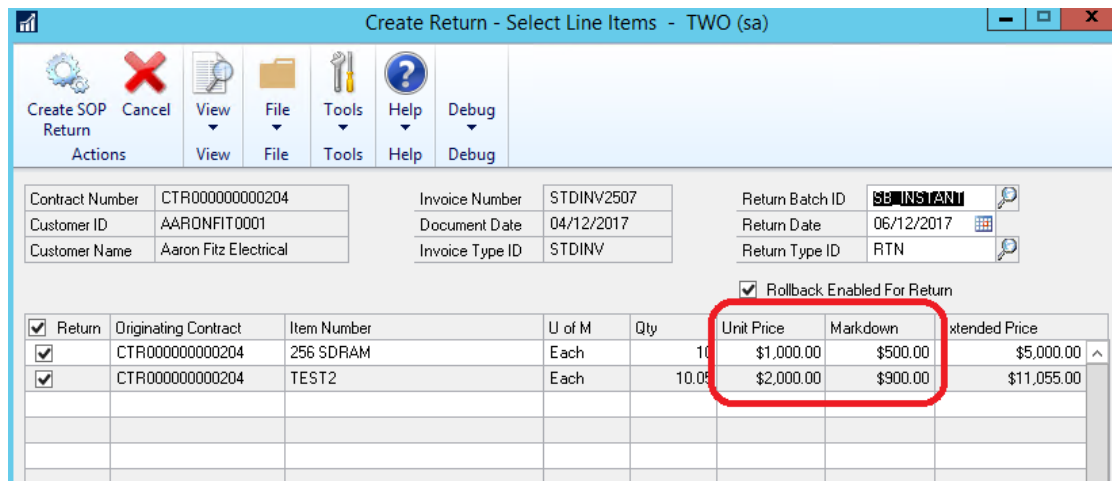 Create Return - Select Line Items - TWO (sa)
Create SOP Return Cancel View File Tools Help Debug
Actions View File Tools Help Debug
Contract Number CTR000000000204 Invoice Number STDINV2507 Return Batch ID SB_INSTANT
Customer ID AARONFIT0001 Document Date 04/12/2017 Return Date 06/12/2017
Customer Name Aaron Fitz Electrical Invoice Type ID STDINV Return Type ID RTN
Rollback Enabled For Return
Return Originating Contract Item Number U of M Qty Unit Price Markdown xtended Price
CTR000000000204 256 SDRAM Each 10 $1,000.00 $500.00 $5,000.00
CTR000000000204 TEST2 Each 10.05 $2,000.00 $900.00 $11,055.00